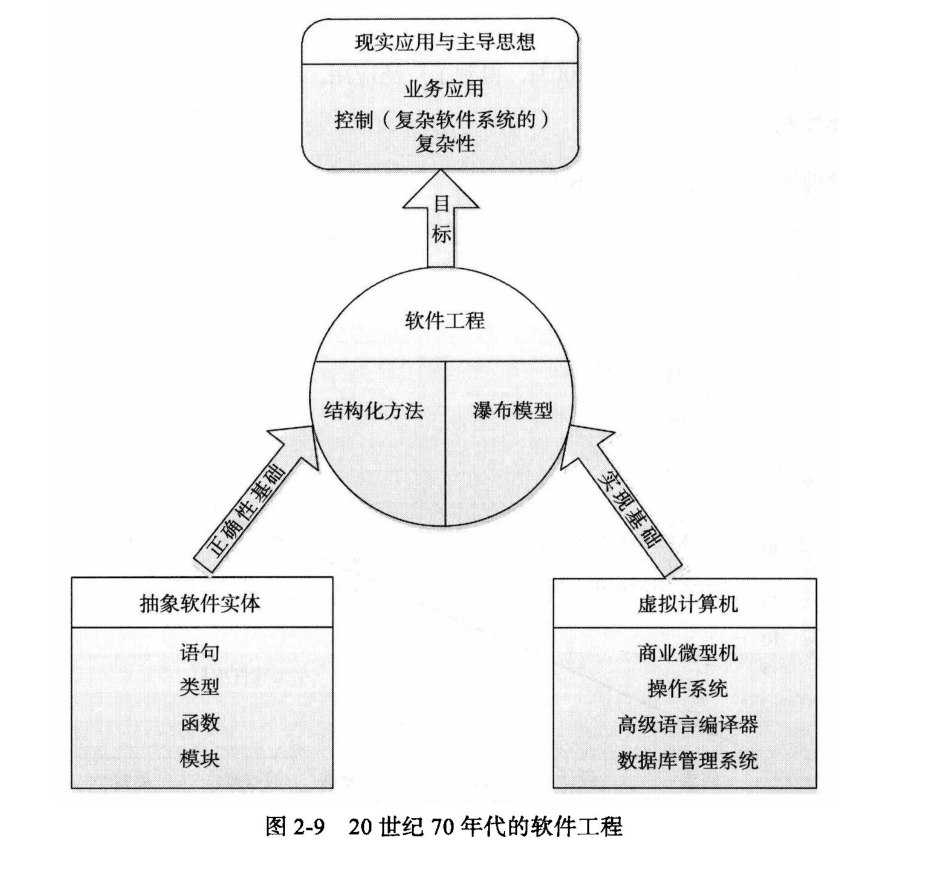 现实应用与主导思想
业务应用
控制（复杂软件系统的）
复杂性
目
标
软件工程
结构化方法
瀑布模型
正确性基础
实现基础
抽象软件实体
语句
类型
函数
模块
虚拟计算机
商业微型机
操作系统
高级语言编译器
数据库管理系统
图 2-9 20 世纪 70 年代的软件工程